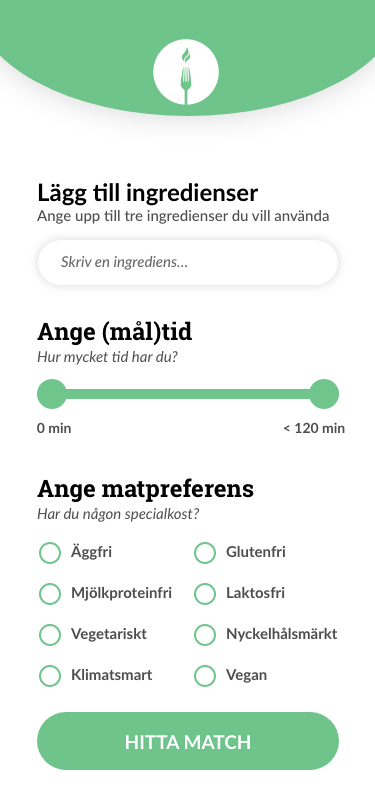 Lägg till ingredienser
Ange upp till tre ingredienser du vill använda
Skriv en ingrediens...
Ange (mål)tid
Hur mycket tid har du?
0 min
< 120 min
Ange matpreferens
Har du någon specialkost?
Äggfri
Glutenfri
Mjölkproteinfri
Laktosfri
Vegetariskt
Nyckelhålsmärkt
Klimatsmart
Vegan
HITTA MATCH